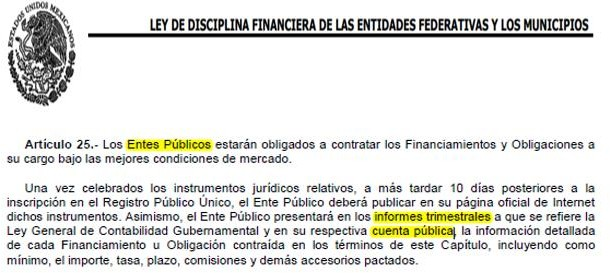 ESTADOS UNIDOS MEXICANOS
LEY DE DISCIPLINA FINANCIERA DE LAS ENTIDADES FEDERATIVAS Y LOS MUNICIPIOS
Artículo 25.- Los Entes Públicos estarán obligados a contratar los Financiamientos y Obligaciones a
su cargo bajo las mejores condiciones de mercado.
Una vez celebrados los instrumentos jurídicos relativos, a más tardar 10 días posteriores a la
inscripción en el Registro Público Único, el Ente Público deberá publicar en su página oficial de Internet
dichos instrumentos. Asimismo, el Ente Público presentará en los informes trimestrales a que se refiere la
Ley General de Contabilidad Gubernamental y en su respectiva cuenta pública, la información detallada
de cada Financiamiento u Obligación contraída en los términos de este Capítulo, incluyendo como
mínimo, el importe, tasa, plazo, comisiones y demás accesorios pactados.